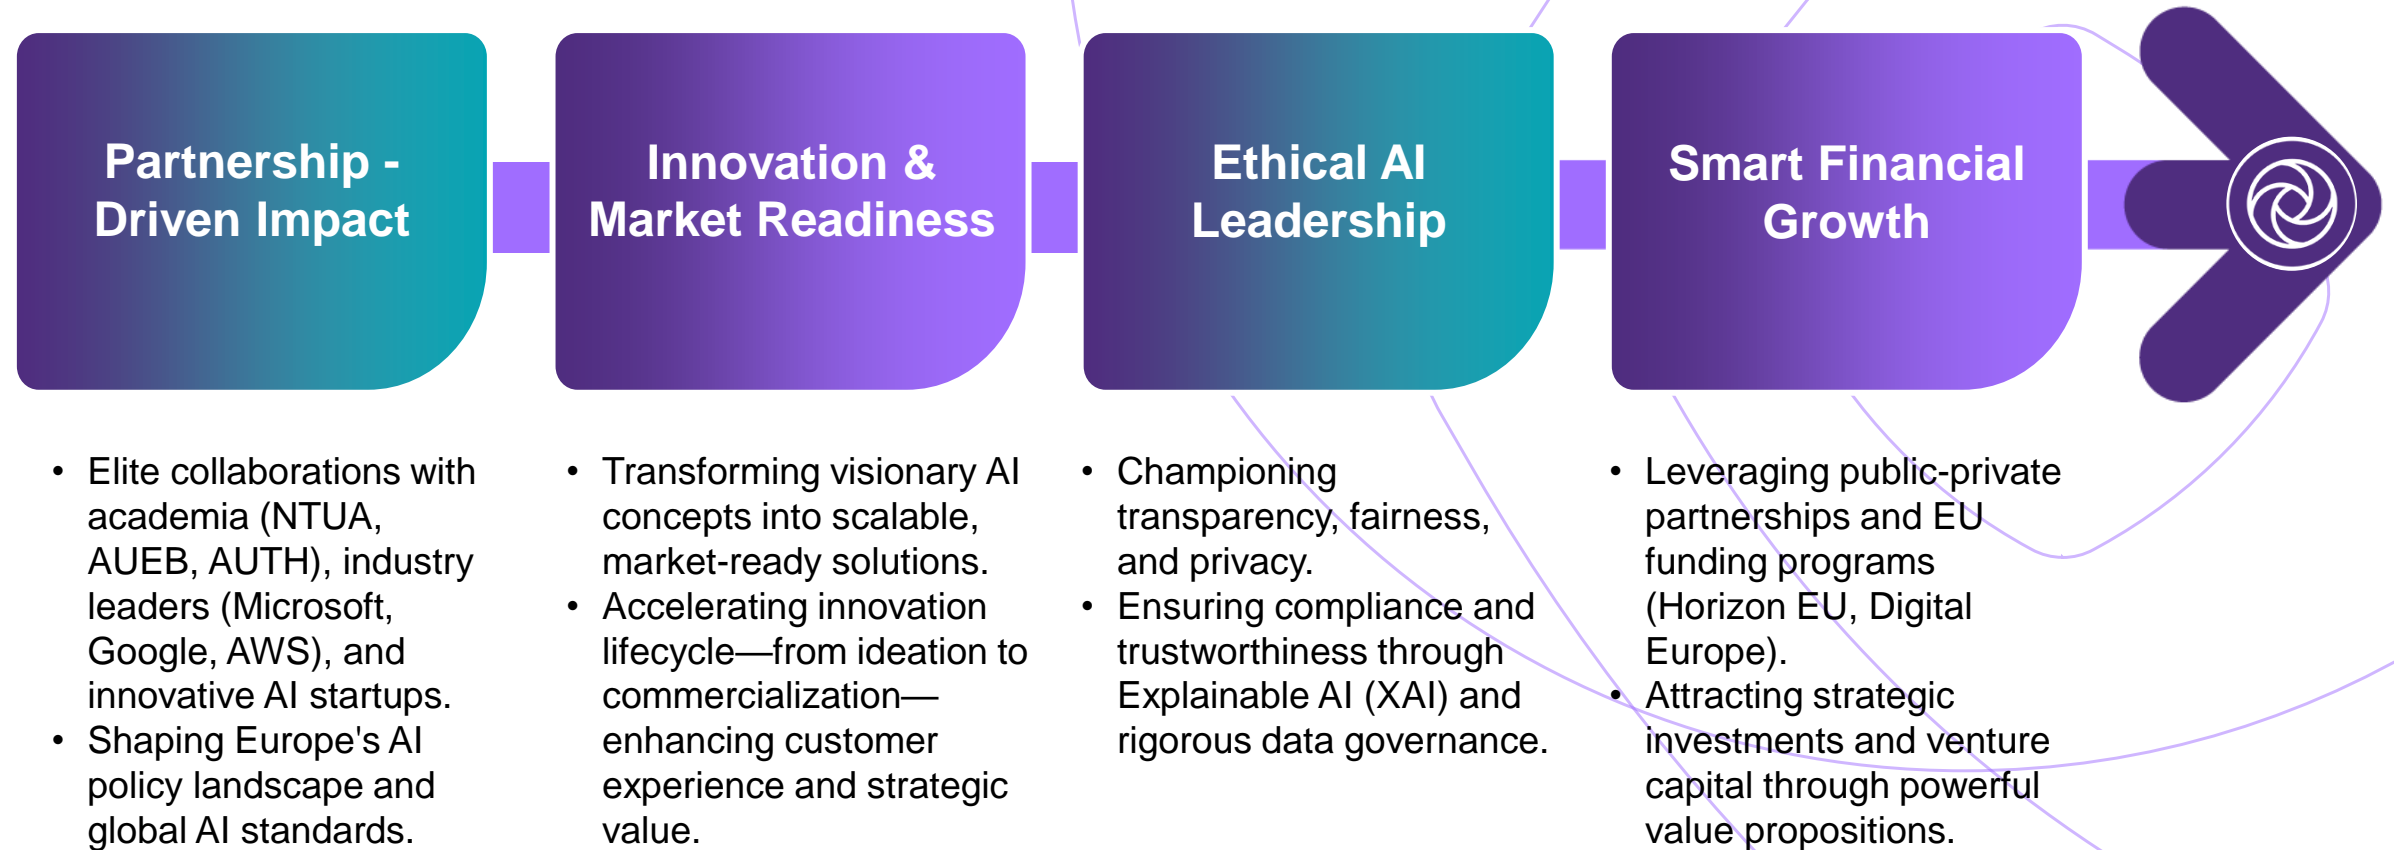 Partnership -
Driven Impact
Innovation &
Market Readiness
Ethical AI
Leadership
Smart Financial
Growth
• Elite collaborations with
academia (NTUA,
AUEB, AUTH), industry
leaders (Microsoft,
Google, AWS), and
innovative AI startups.
• Shaping Europe's AI
policy landscape and
global AI standards.
• Transforming visionary AI
concepts into scalable,
market-ready solutions.
• Accelerating innovation
lifecycle—from ideation to
commercialization—
enhancing customer
experience and strategic
value.
• Championing
transparency, fairness,
and privacy.
• Ensuring compliance and
trustworthiness through
Explainable AI (XAI) and
rigorous data governance.
• Leveraging public-private
partnerships and EU
funding programs
(Horizon EU, Digital
Europe).
• Attracting strategic
investments and venture
capital through powerful
value propositions.